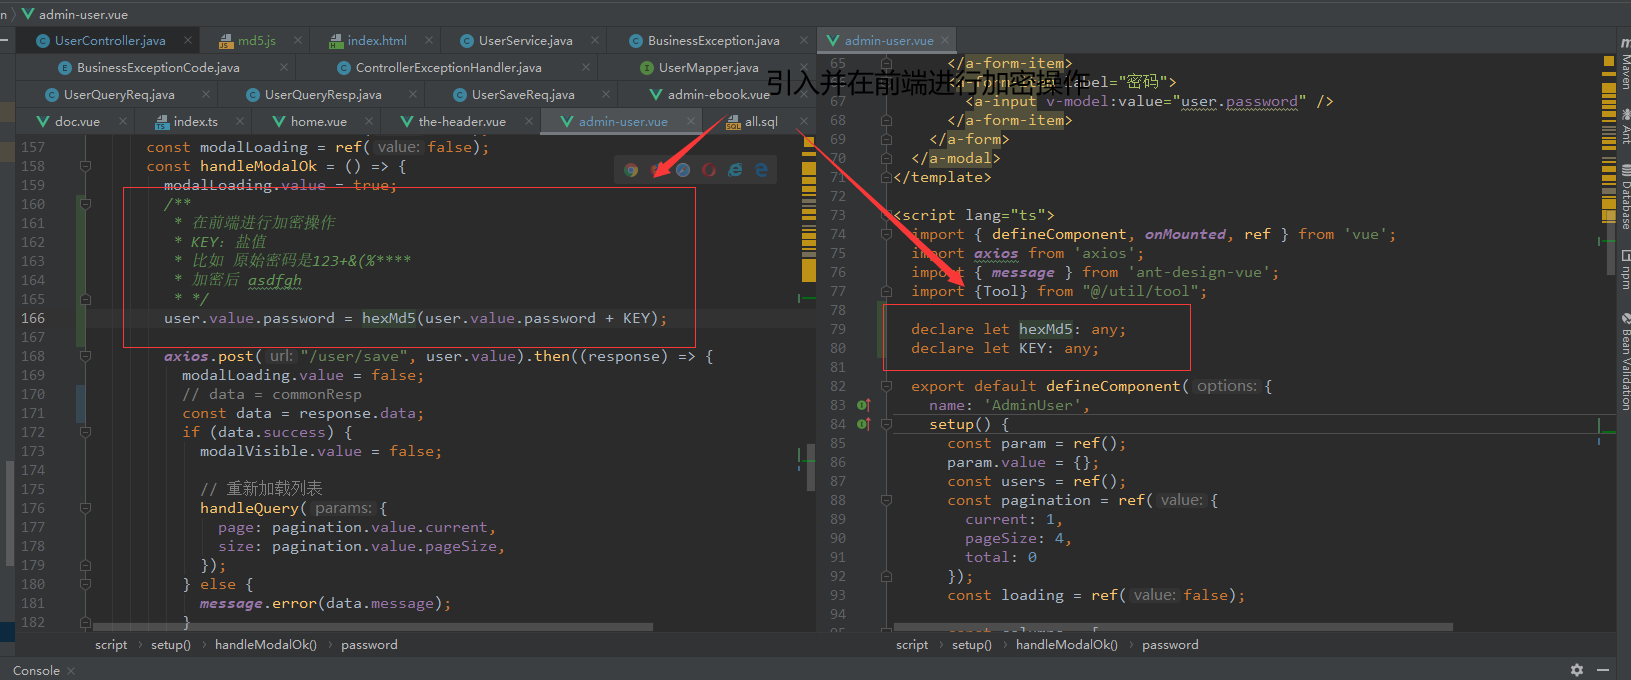 n admin-user.vue
UserController.java md5.js index.html UserService.java BusinessException.java
BusinessExceptionCode.java ControllerExceptionHandler.java UserMapper.java
UserQueryReq.java UserQueryResp.java UserSaveReq.java admin-ebook.vue
doc.vue index.ts home.vue the-header.vue admin-user.vue all.sql
引入并在前端进行加密操作
157 const modalLoading = ref( value: false);
158 const handleModalOk = () => {
159 modalLoading.value = true;
160 /**
161 * 在前端进行加密操作
162 * KEY: 盐值
163 * 比如 原始密码是123+&(%****
164 * 加密后 asdfgh
165 * */
166 user.value.password = hexMd5(user.value.password + KEY);
167
168 axios.post( url: "/user/save", user.value).then((response) => {
169 modalLoading.value = false;
170 // data = commonResp
171 const data = response.data;
172 if (data.success) {
173 modalVisible.value = false;
174
175 // 重新加载列表
176 handleQuery( params: {
177 page: pagination.value.current,
178 size: pagination.value.pageSize,
179 });
180 } else {
181 message.error(data.message);
182 }
script setup() handleModalOk() password
admin-user.vue
65 </a-form-item>
label="密码">
67 <a-input v-model:value="user.password" />
68 </a-form-item>
69 </a-form>
70 </a-modal>
71 </template>
72
73 <script lang="ts">
74 import { defineComponent, onMounted, ref } from 'vue';
75 import axios from 'axios';
76 import { message } from 'ant-design-vue';
77 import {Tool} from "@/util/tool";
78
79 declare let hexMd5: any;
80 declare let KEY: any;
81
82 export default defineComponent( options: {
83 name: 'AdminUser',
84 setup() {
85 const param = ref();
86 param.value = {};
87 const users = ref();
88 const pagination = ref( value: {
89 current: 1,
90 pageSize: 4,
91 total: 0
92 });
93 const loading = ref( value: false);
94
script setup() handleModalOk() password
Maven
Ant
Database
npm
Bean Validation
Console